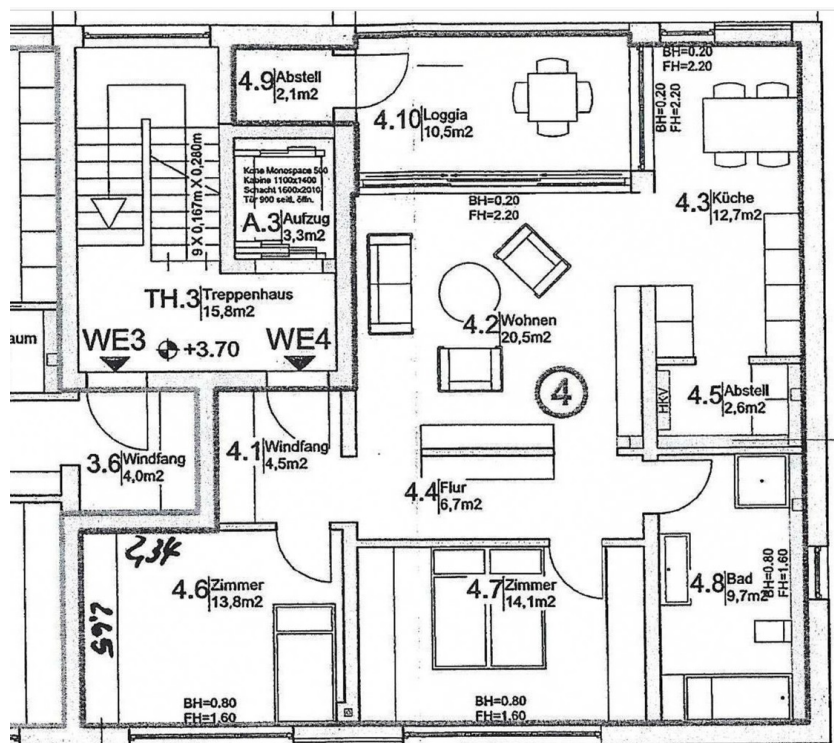 4.9 Abstell
2,1m2
4.10 Loggia
10,5m2
BH=0.20
FH=2.20
BH=0.20
FH=2.20
4.3 Küche
12,7m2
9 X 0,167m X 0,280m
Kone Monospace 500
Kabine 1100x1400
Schacht 1600x2010
Tür 900 seitl. öffn.
A.3 Aufzug
3,3m2
BH=0.20
FH=2.20
TH.3 Treppenhaus
15,8m2
4.2 Wohnen
20,5m2
aum
WE3
+3.70
WE4
4
HKV
4.5 Abstell
2,6m2
3.6 Windfang
4,0m2
4.1 Windfang
4,5m2
4.4 Flur
6,7m2
2,34
4.6 Zimmer
13,8m2
4.7 Zimmer
14,1m2
4.8 Bad
9,7m2
BH=0.80
FH=1.60
2,65
BH=0.80
FH=1.60
BH=0.80
FH=1.60